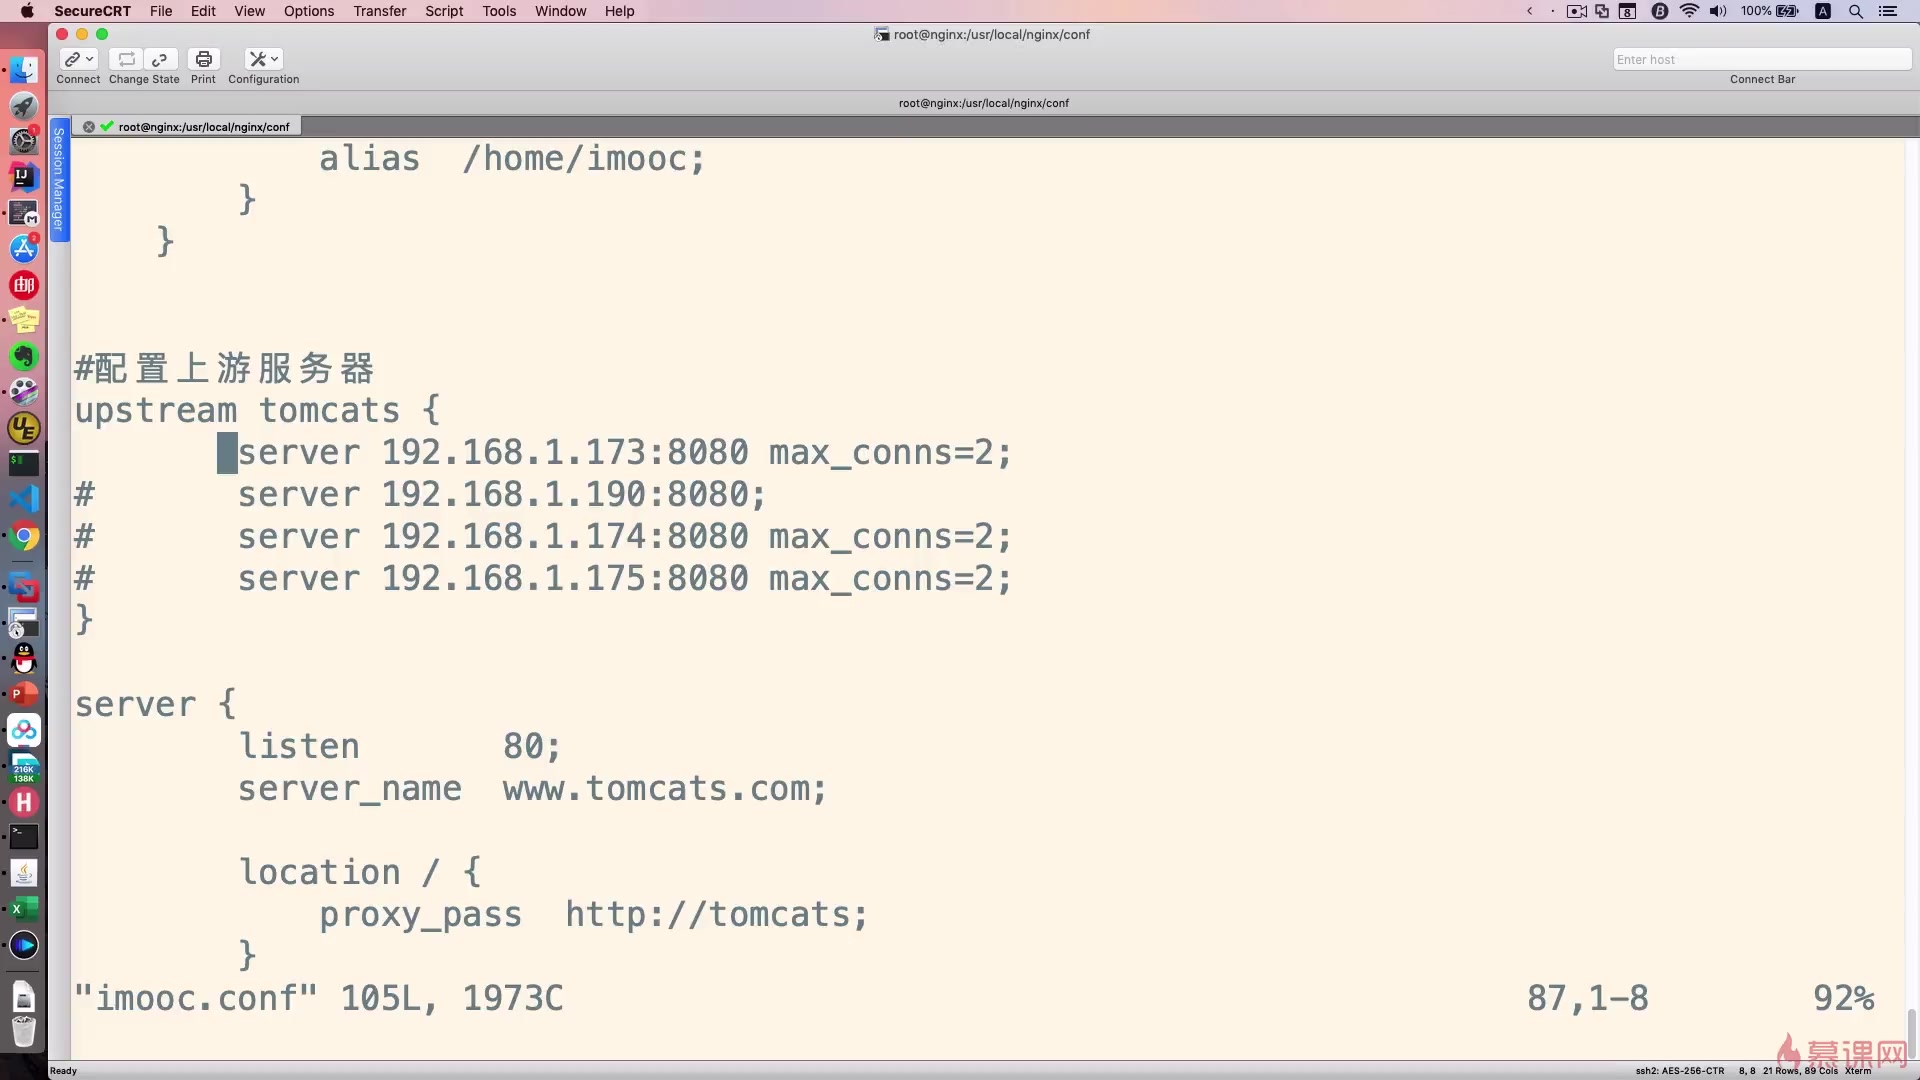 SecureCRT File Edit View Options Transfer Script Tools Window Help 8 100% A
root@nginx:/usr/local/nginx/conf
Connect Change State Print Configuration
Enter host
Connect Bar
root@nginx:/usr/local/nginx/conf
root@nginx:/usr/local/nginx/conf
Session Manager
            alias  /home/imooc;
        }
    }
#配置上游服务器
upstream tomcats {
        server 192.168.1.173:8080 max_conns=2;
#       server 192.168.1.190:8080;
#       server 192.168.1.174:8080 max_conns=2;
#       server 192.168.1.175:8080 max_conns=2;
}
server {
        listen       80;
        server_name  www.tomcats.com;
        location / {
            proxy_pass  http://tomcats;
        }
"imooc.conf" 105L, 1973C 87,1-8 92%
慕课网
Ready ssh2: AES-256-CTR 8, 8 21 Rows, 89 Cols Xterm